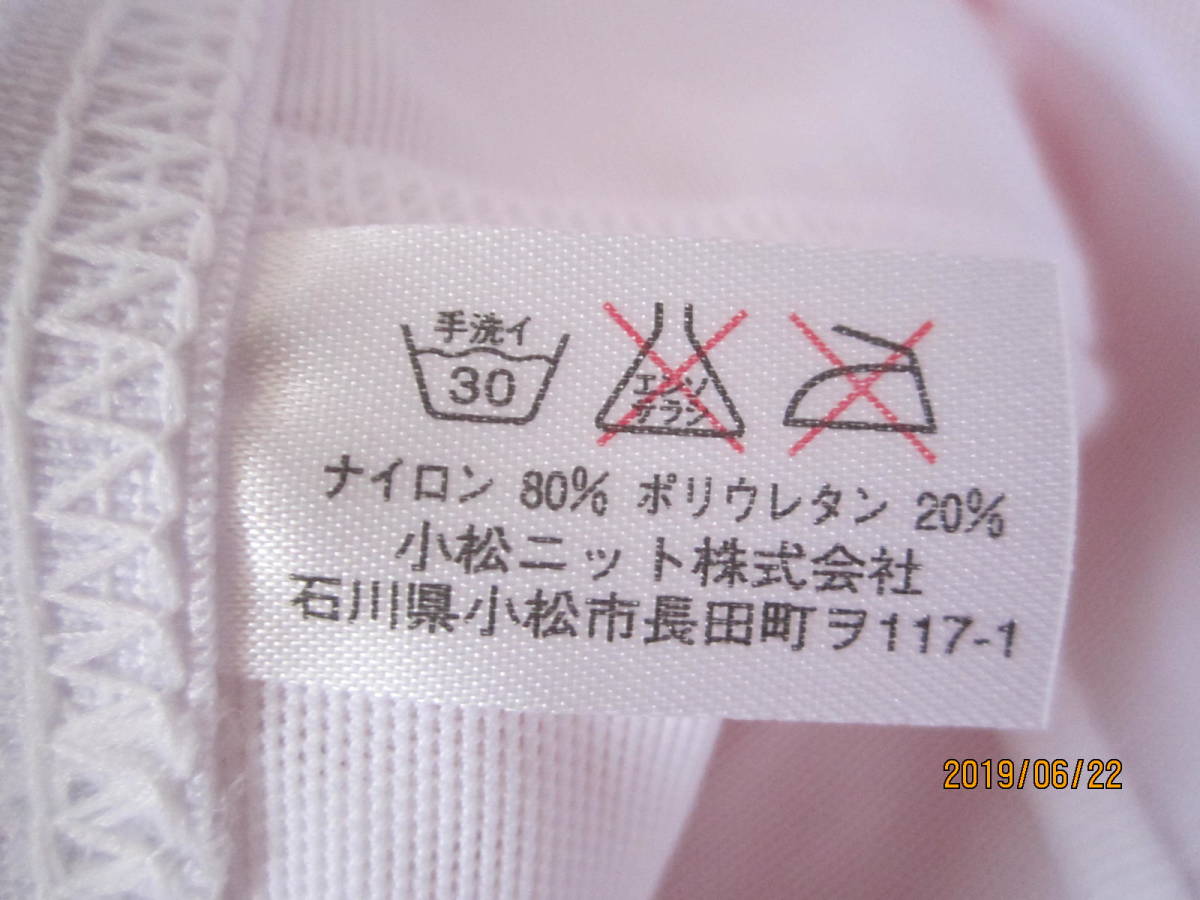 手洗イ
30
エンソ
サラシ
ナイロン 80% ポリウレタン 20%
小松ニット株式会社
石川県小松市長田町ヲ117-1
2019/06/22